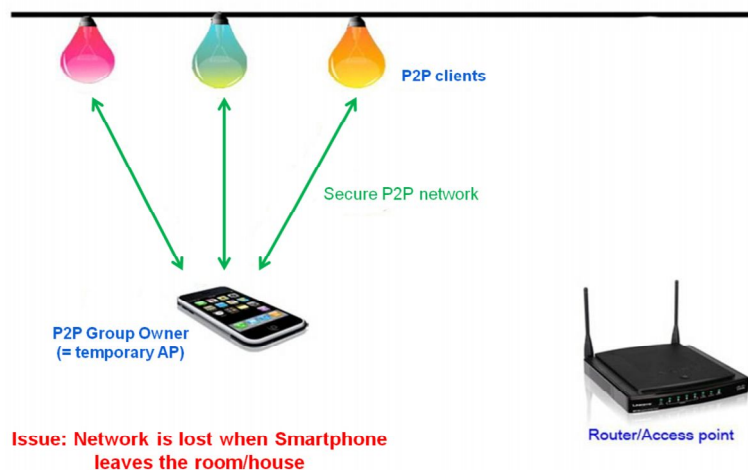 P2P clients
Secure P2P network
P2P Group Owner
(= temporary AP)
Router/Access point
Issue: Network is lost when Smartphone
leaves the room/house